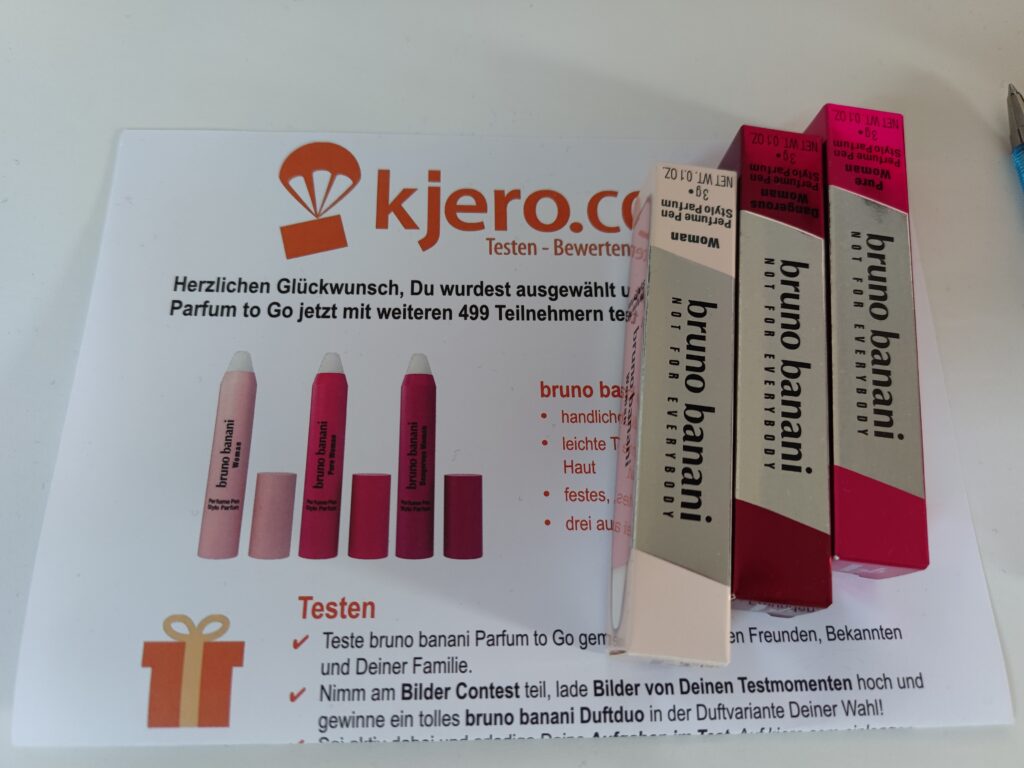 kjero.co
Testen - Bewerten
Herzlichen Glückwunsch, Du wurdest ausgewählt
Parfum to Go jetzt mit weiteren 499 Teilnehmern
bruno banani
Woman
Perfume Pen
Stylo Parfum
bruno banani
Pure Woman
Perfume Pen
Stylo Parfum
bruno banani
Dangerous Woman
Perfume Pen
Stylo Parfum
bruno ba
handliche
leichte T
Haut
festes,
drei au
Testen
✓ Teste bruno banani Parfum to Go gem en Freunden, Bekannten
und Deiner Familie.
✓ Nimm am Bilder Contest teil, lade Bilder von Deinen Testmomenten hoch und
gewinne ein tolles bruno banani Duftduo in der Duftvariante Deiner Wahl!
Woman
Perfume Pen
Stylo Parfum
3g
NET WT. 0.1 OZ.
bruno banani
NOT FOR EVERYBODY
Dangerous
Woman
Perfume Pen
Stylo Parfum
3g
NET WT. 0.1 OZ.
bruno banani
NOT FOR EVERYBODY
Pure
Woman
Perfume Pen
Stylo Parfum
3g
NET WT. 0.1 OZ.
bruno banani
NOT FOR EVERYBODY
bruno banani